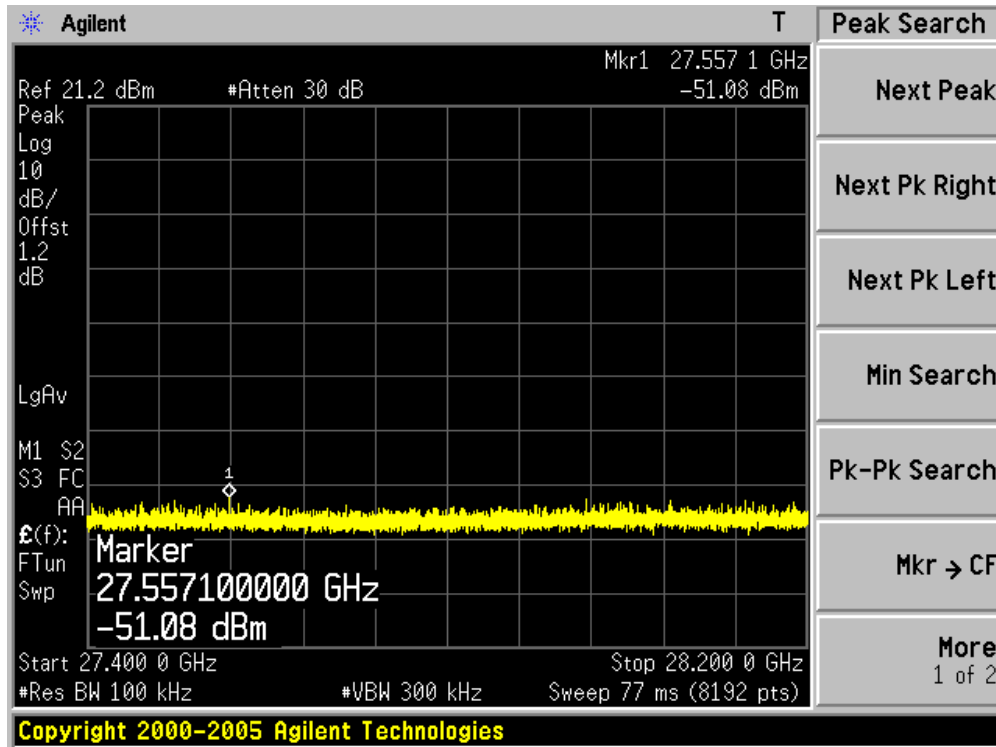 Agilent T Peak Search
Mkr1 27.557 1 GHz
Ref 21.2 dBm #Atten 30 dB -51.08 dBm
Peak
Log
10
dB/
Offst
1.2
dB
LgAv
M1 S2
S3 FC
AA
£(f):
FTun
Swp
1
Marker
27.557100000 GHz
-51.08 dBm
Start 27.400 0 GHz Stop 28.200 0 GHz
#Res BW 100 kHz #VBW 300 kHz Sweep 77 ms (8192 pts)
Copyright 2000-2005 Agilent Technologies
Next Peak
Next Pk Right
Next Pk Left
Min Search
Pk-Pk Search
Mkr → CF
More
1 of 2